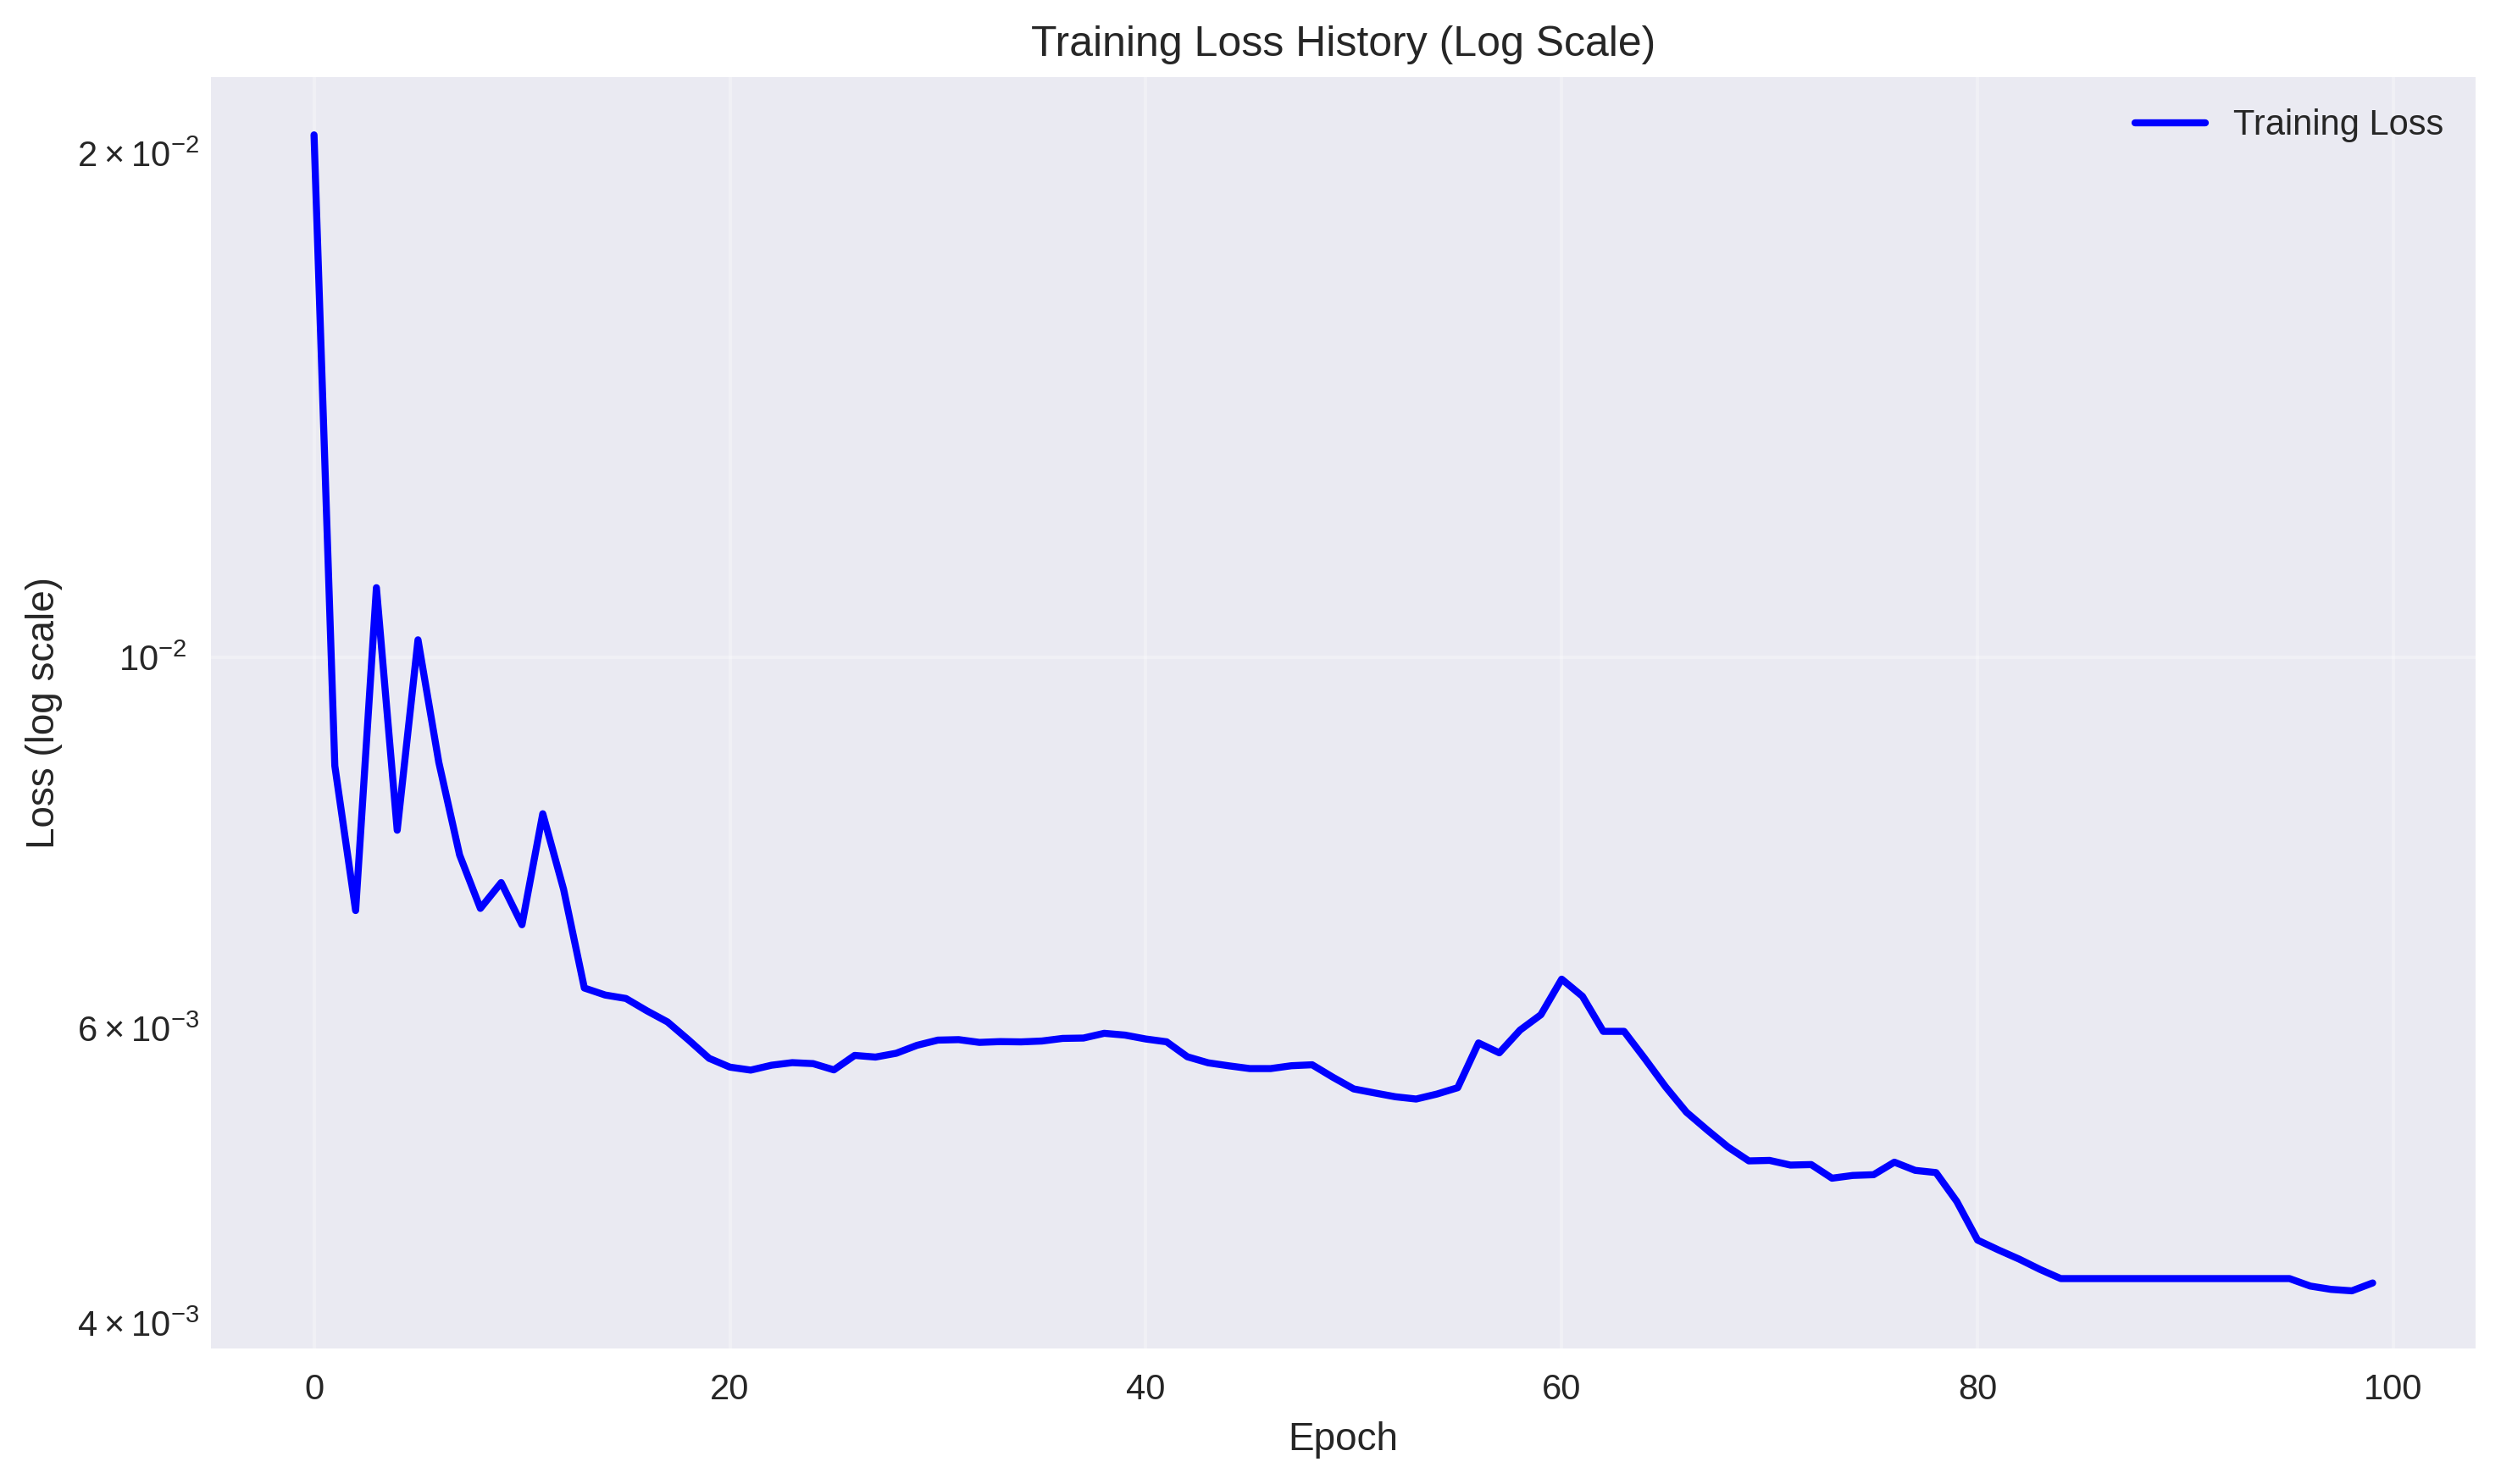 Training Loss History (Log Scale)
Training Loss
2 × 10⁻²
10⁻²
6 × 10⁻³
4 × 10⁻³
Loss (log scale)
0 20 40 60 80 100
Epoch